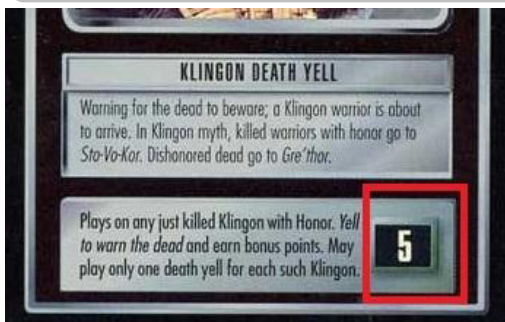 KLINGON DEATH YELL
Warning for the dead to beware; a Klingon warrior is about
to arrive. In Klingon myth, killed warriors with honor go to
Sto-Vo-Kor. Dishonored dead go to Gre'thor.
Plays on any just killed Klingon with Honor. Yell
to warn the dead and earn bonus points. May
play only one death yell for each such Klingon.
5